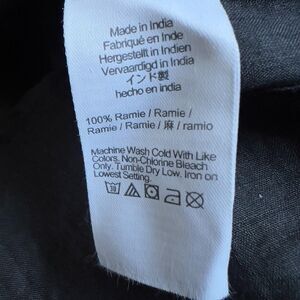 Made in India
Fabriqué en Inde
Hergestellt in Indien
Vervaardigd in India
インド製
hecho en india
100% Ramie / Ramie /
Ramie / Ramie / 麻 / ramio
Machine Wash Cold With Like
Colors. Non-Chlorine Bleach
Only. Tumble Dry Low. Iron on
Lowest Setting.